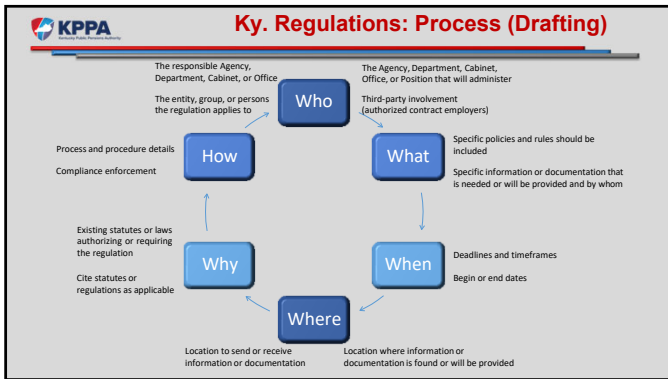 KPPA
Kentucky Public Pensions Authority
Ky. Regulations: Process (Drafting)
The responsible Agency,
Department, Cabinet, or Office
The entity, group, or persons
the regulation applies to
Who
The Agency, Department, Cabinet,
Office, or Position that will administer
Third-party involvement
(authorized contract employers)
What
Specific policies and rules should be
included
Specific information or documentation that
is needed or will be provided and by whom
When
Deadlines and timeframes
Begin or end dates
Where
Location to send or receive
information or documentation
Location where information or
documentation is found or will be provided
Why
Existing statutes or laws
authorizing or requiring
the regulation
Cite statutes or
regulations as applicable
How
Process and procedure details
Compliance enforcement